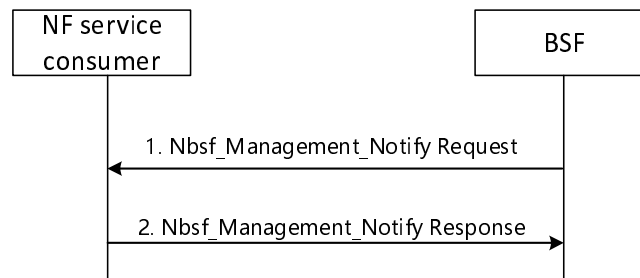 NF service
consumer
BSF
1. Nbsf_Management_Notify Request
2. Nbsf_Management_Notify Response